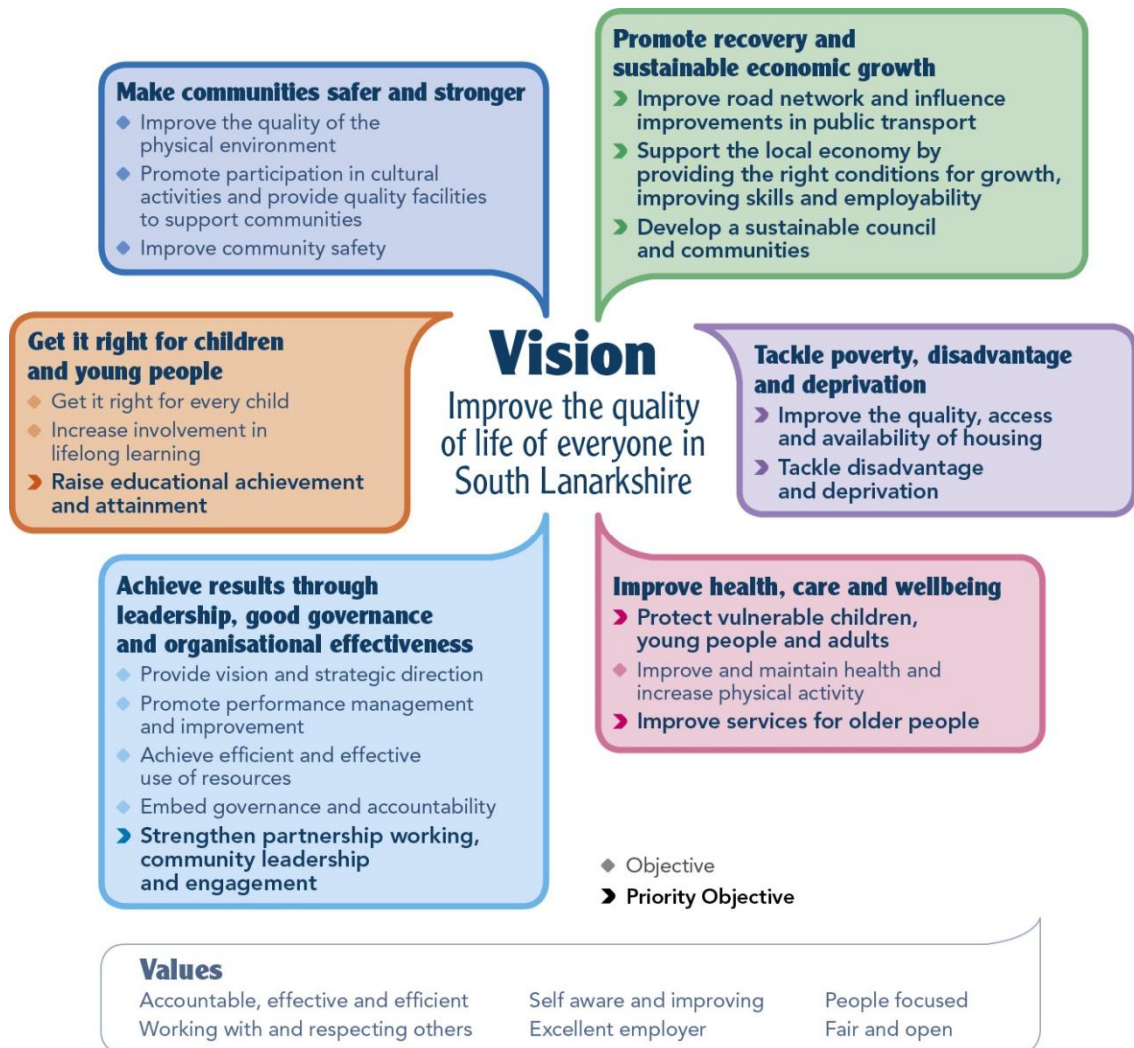 Make communities safer and stronger
Improve the quality of the
physical environment
Promote participation in cultural
activities and provide quality facilities
to support communities
Improve community safety
Promote recovery and
sustainable economic growth
Improve road network and influence
improvements in public transport
Support the local economy by
providing the right conditions for growth,
improving skills and employability
Develop a sustainable council
and communities
Get it right for children
and young people
Get it right for every child
Increase involvement in
lifelong learning
Raise educational achievement
and attainment
Vision
Improve the quality
of life of everyone in
South Lanarkshire
Tackle poverty, disadvantage
and deprivation
Improve the quality, access
and availability of housing
Tackle disadvantage
and deprivation
Achieve results through
leadership, good governance
and organisational effectiveness
Provide vision and strategic direction
Promote performance management
and improvement
Achieve efficient and effective
use of resources
Embed governance and accountability
Strengthen partnership working,
community leadership
and engagement
Improve health, care and wellbeing
Protect vulnerable children,
young people and adults
Improve and maintain health and
increase physical activity
Improve services for older people
Objective
Priority Objective
Values
Accountable, effective and efficient
Self aware and improving
People focused
Working with and respecting others
Excellent employer
Fair and open